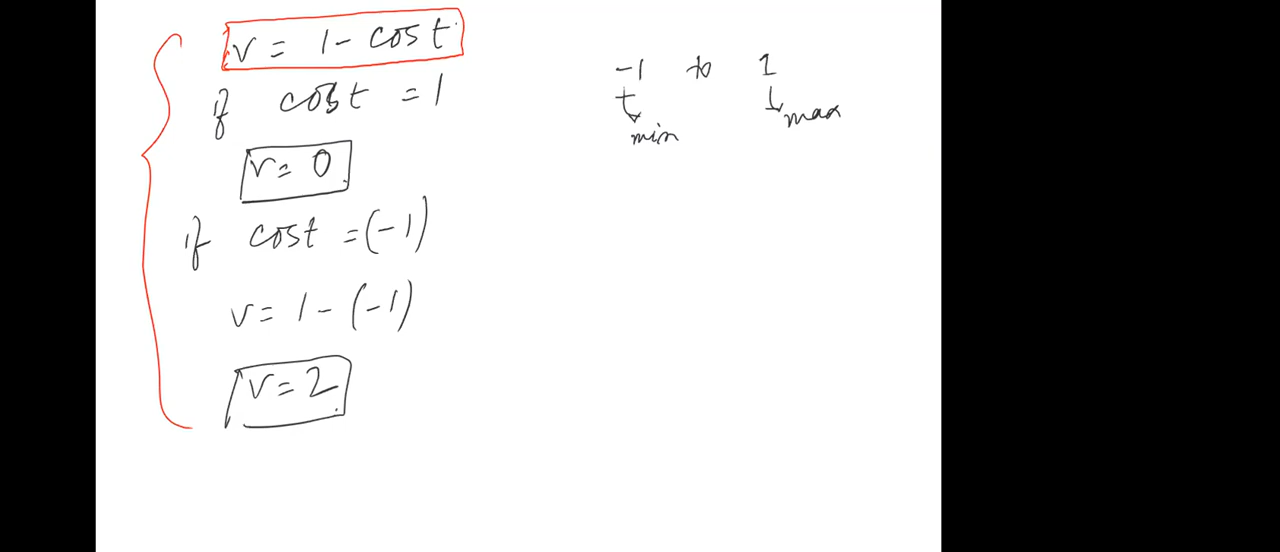 v = 1 - cos t
if cos t = 1
v = 0
if cos t = (-1)
v = 1 - (-1)
v = 2
-1 to 1
min max